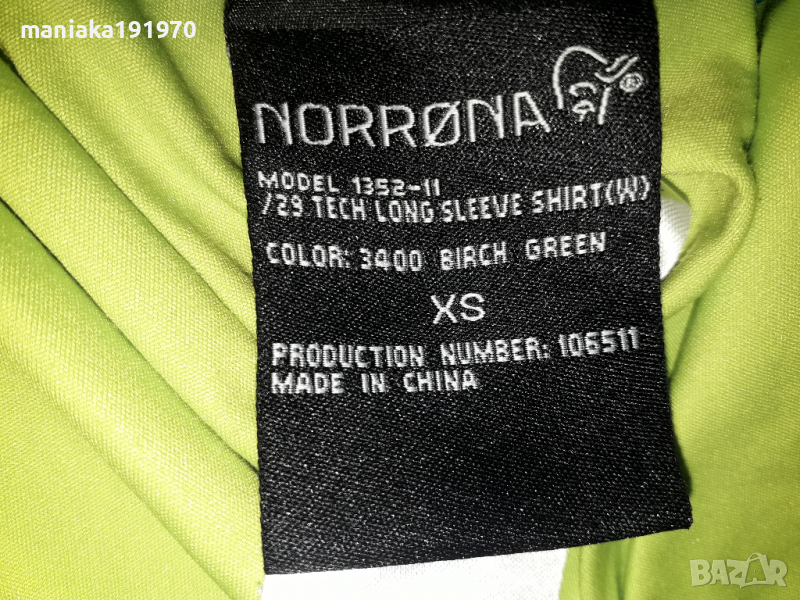 maniaka191970
NORRØNA
MODEL 1352-11
/29 TECH LONG SLEEVE SHIRT(W)
COLOR: 3400 BIRCH GREEN
XS
PRODUCTION NUMBER: 106511
MADE IN CHINA
BAZAR